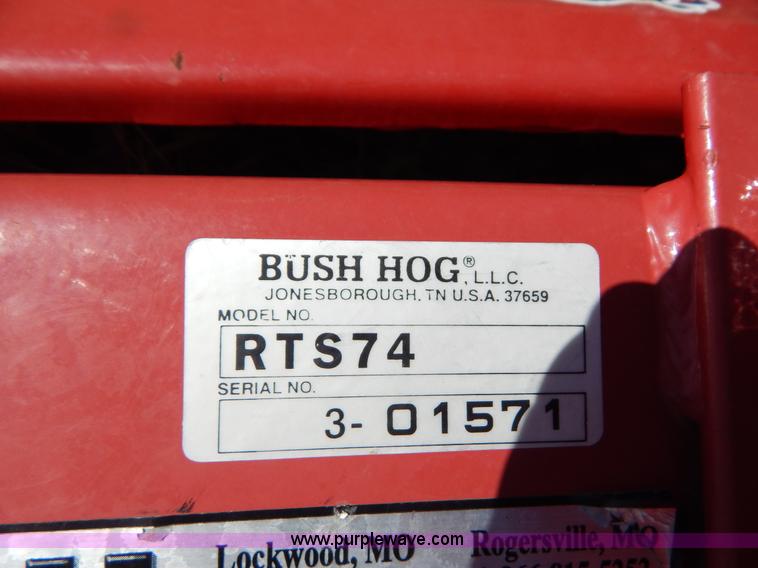 BUSH HOG®, L.L.C.
JONESBOROUGH, TN U.S.A. 37659
MODEL NO.
RTS74
SERIAL NO.
3- 01571
www.purplewave.com
Lockwood, MO Rogersville, MO